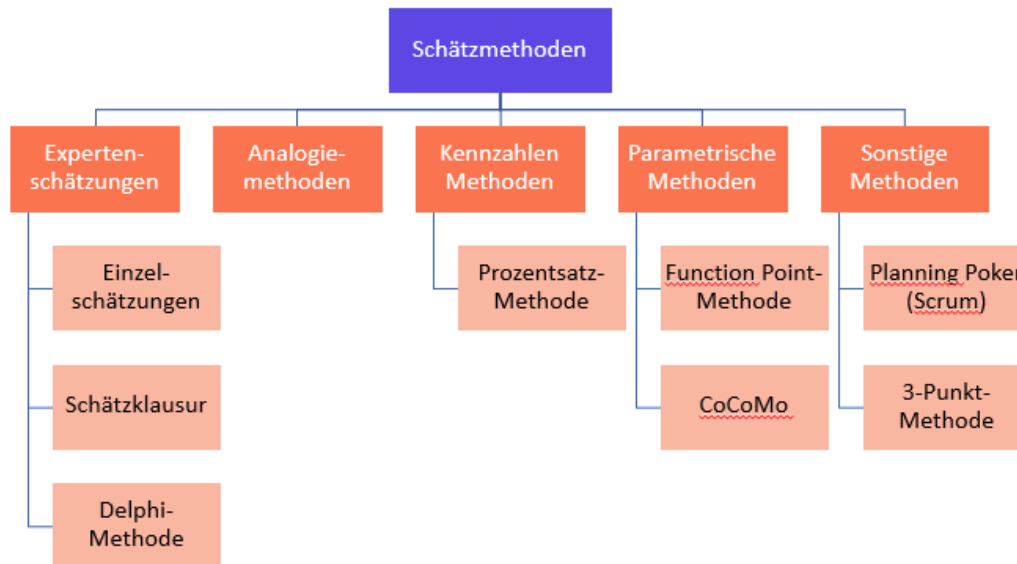 Schätzmethoden
Experten-
schätzungen
Analogie-
methoden
Kennzahlen
Methoden
Parametrische
Methoden
Sonstige
Methoden
Einzel-
schätzungen
Prozentsatz-
Methode
Function Point-
Methode
Planning Poker
(Scrum)
Schätzklausur
CoCoMo
3-Punkt-
Methode
Delphi-
Methode